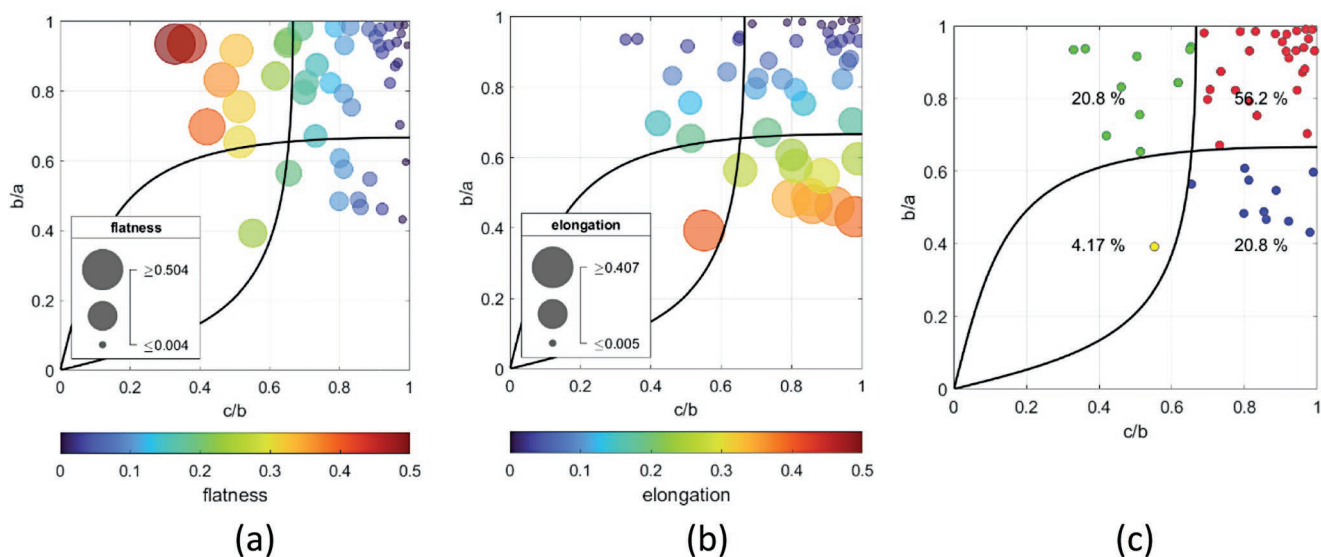 1
0.8
0.6
0.4
0.2
0
b/a
flatness
≥0.504
≤0.004
0 0.2 0.4 0.6 0.8 1
c/b
0 0.1 0.2 0.3 0.4 0.5
flatness
(a)
1
0.8
0.6
0.4
0.2
0
b/a
elongation
≥0.407
≤0.005
0 0.2 0.4 0.6 0.8 1
c/b
0 0.1 0.2 0.3 0.4 0.5
elongation
(b)
1
0.8
0.6
0.4
0.2
0
b/a
20.8 % 56.2 %
4.17 % 20.8 %
0 0.2 0.4 0.6 0.8 1
c/b
(c)